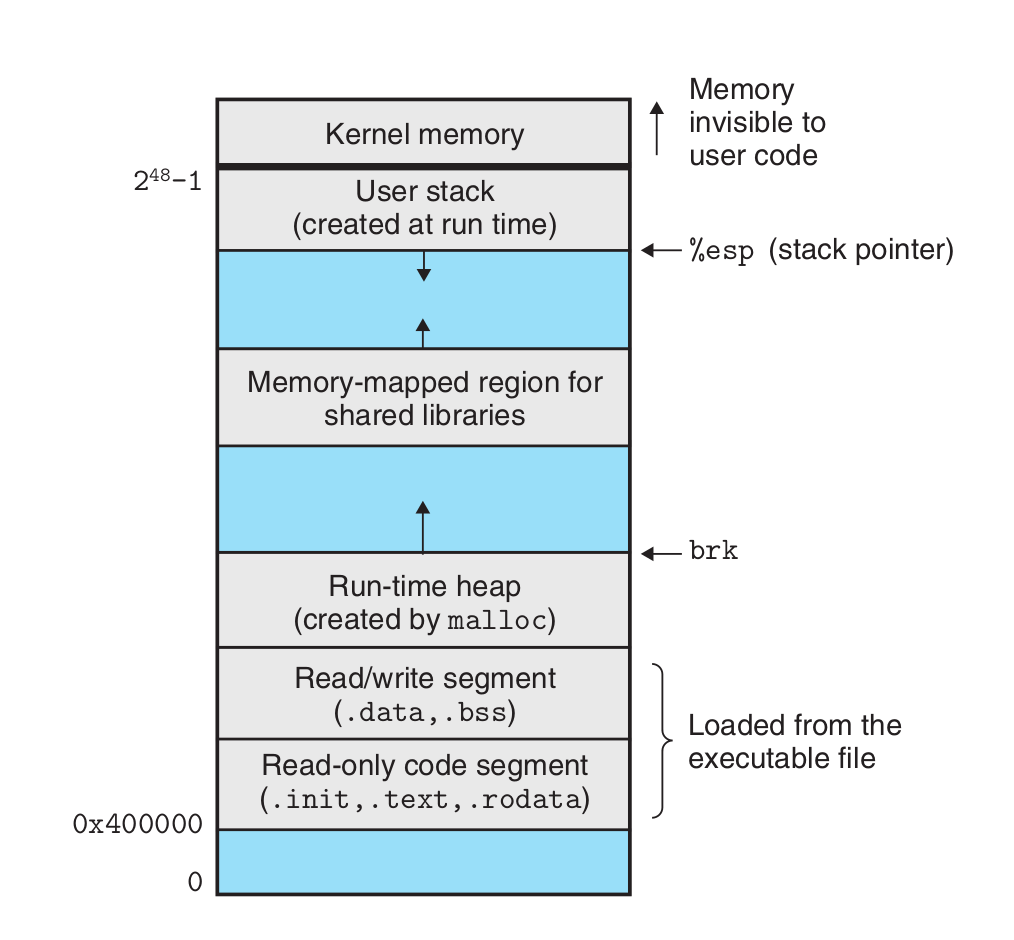 Memory
invisible to
user code
Kernel memory
2⁴⁸−1
User stack
(created at run time)
%esp (stack pointer)
Memory-mapped region for
shared libraries
brk
Run-time heap
(created by malloc)
Read/write segment
(.data,.bss)
Loaded from the
executable file
Read-only code segment
(.init,.text,.rodata)
0x400000
0